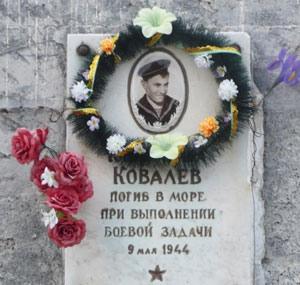 КОВАЛЕВ
ПОГИБ В МОРЕ
ПРИ ВЫПОЛНЕНИИ
БОЕВОЙ ЗАДАЧИ
9 МАЯ 1944